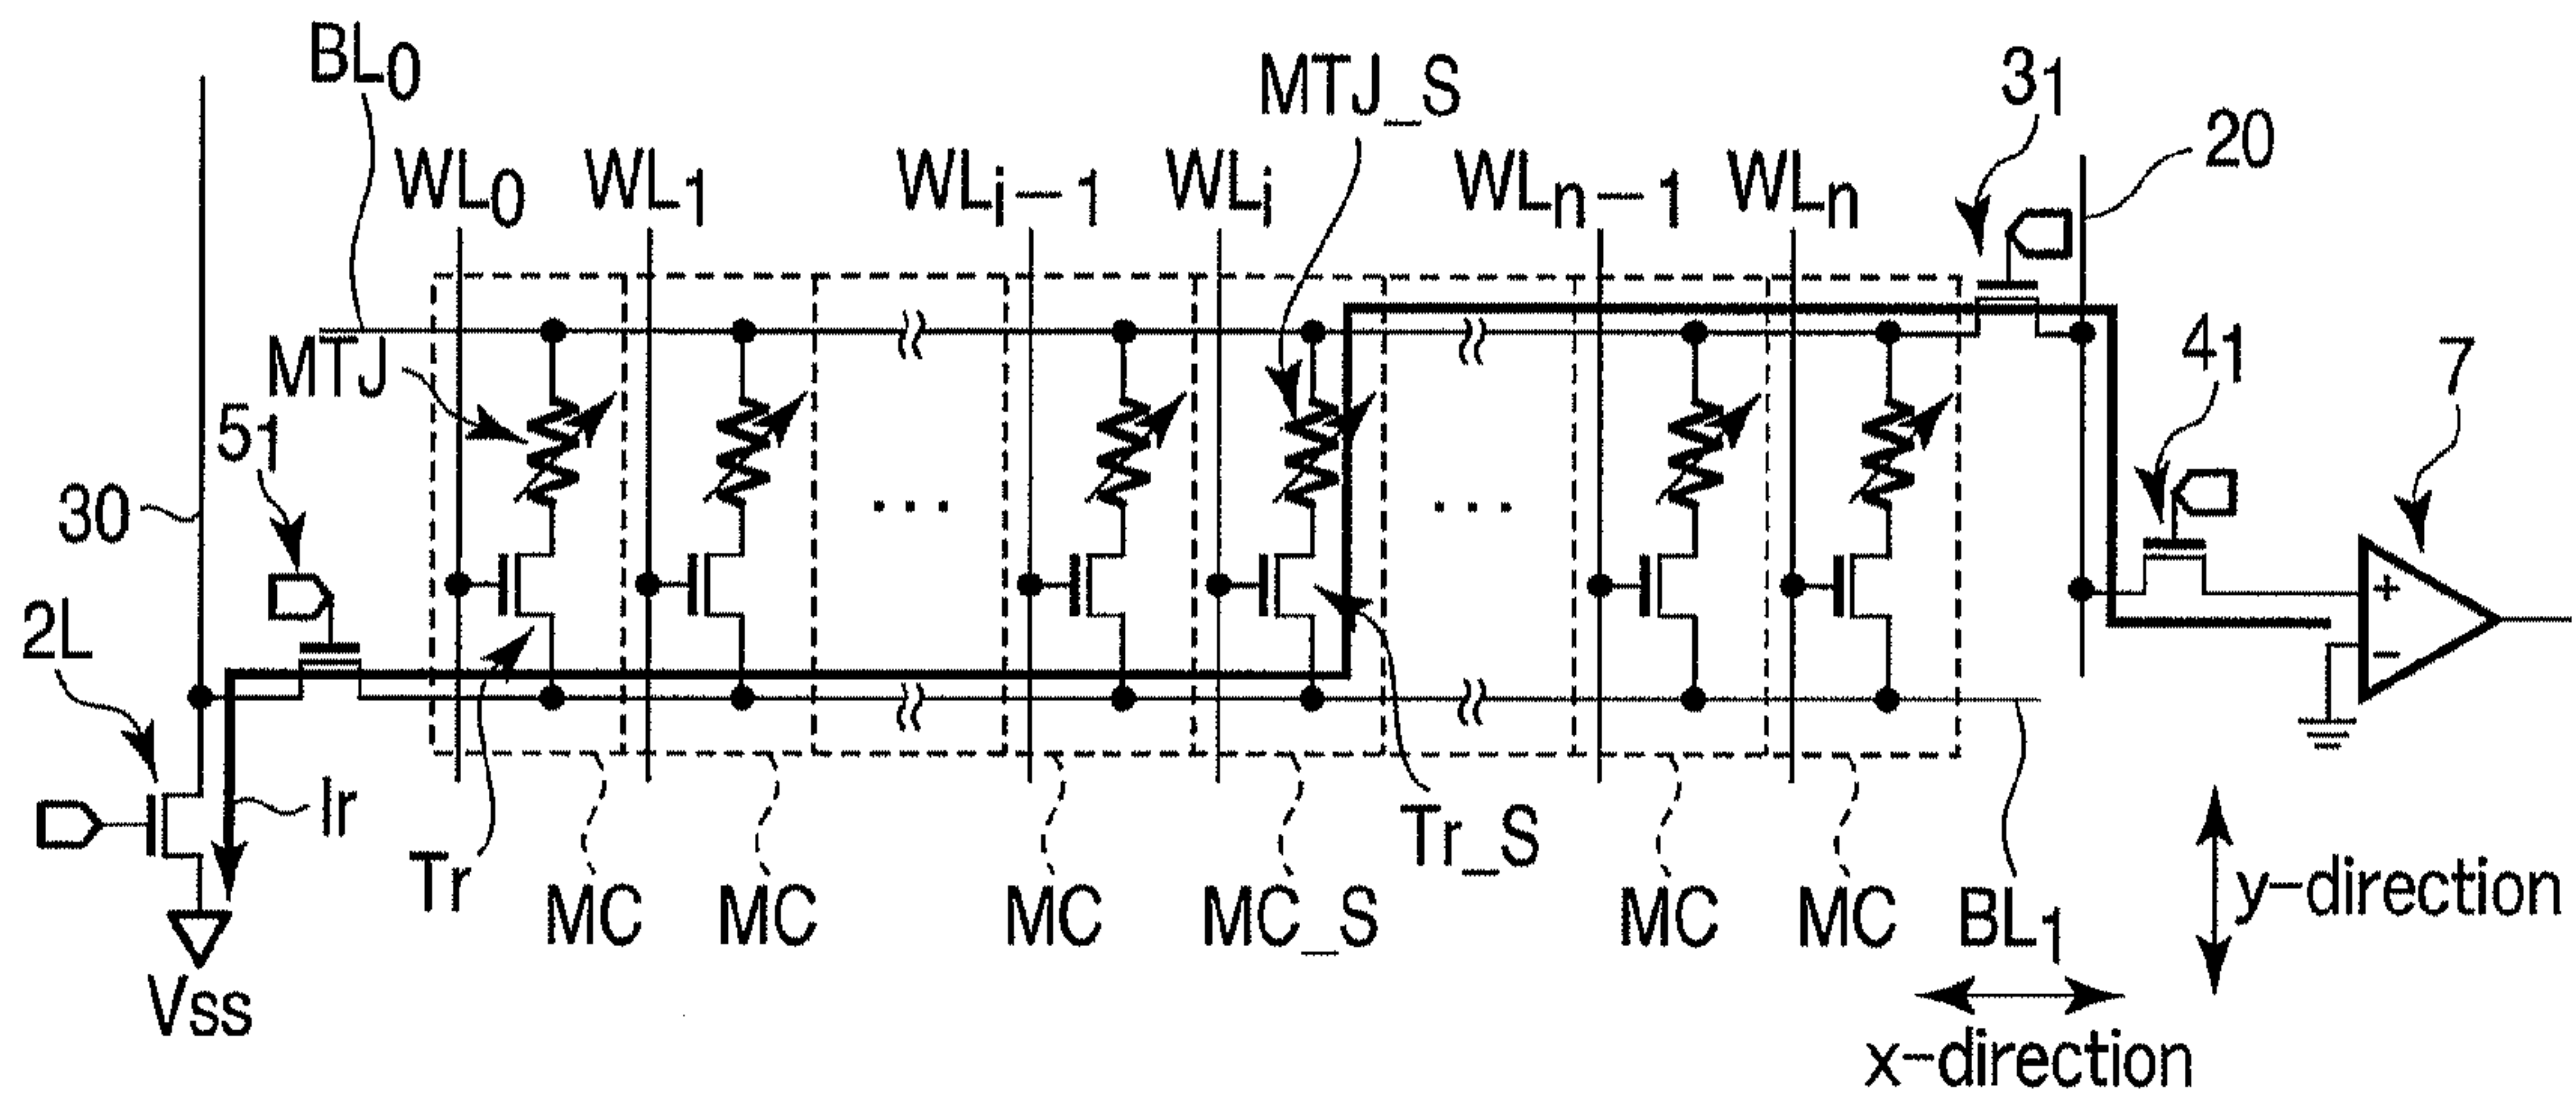 BL0
MTJ_S
31
20
WL0 WL1 WLi−1 WLi WLn−1 WLn
MTJ
41
7
51
30
2L
+
−
...
...
Ir
Tr
Tr_S
MC MC MC MC_S MC MC BL1
y−direction
VSS
x−direction